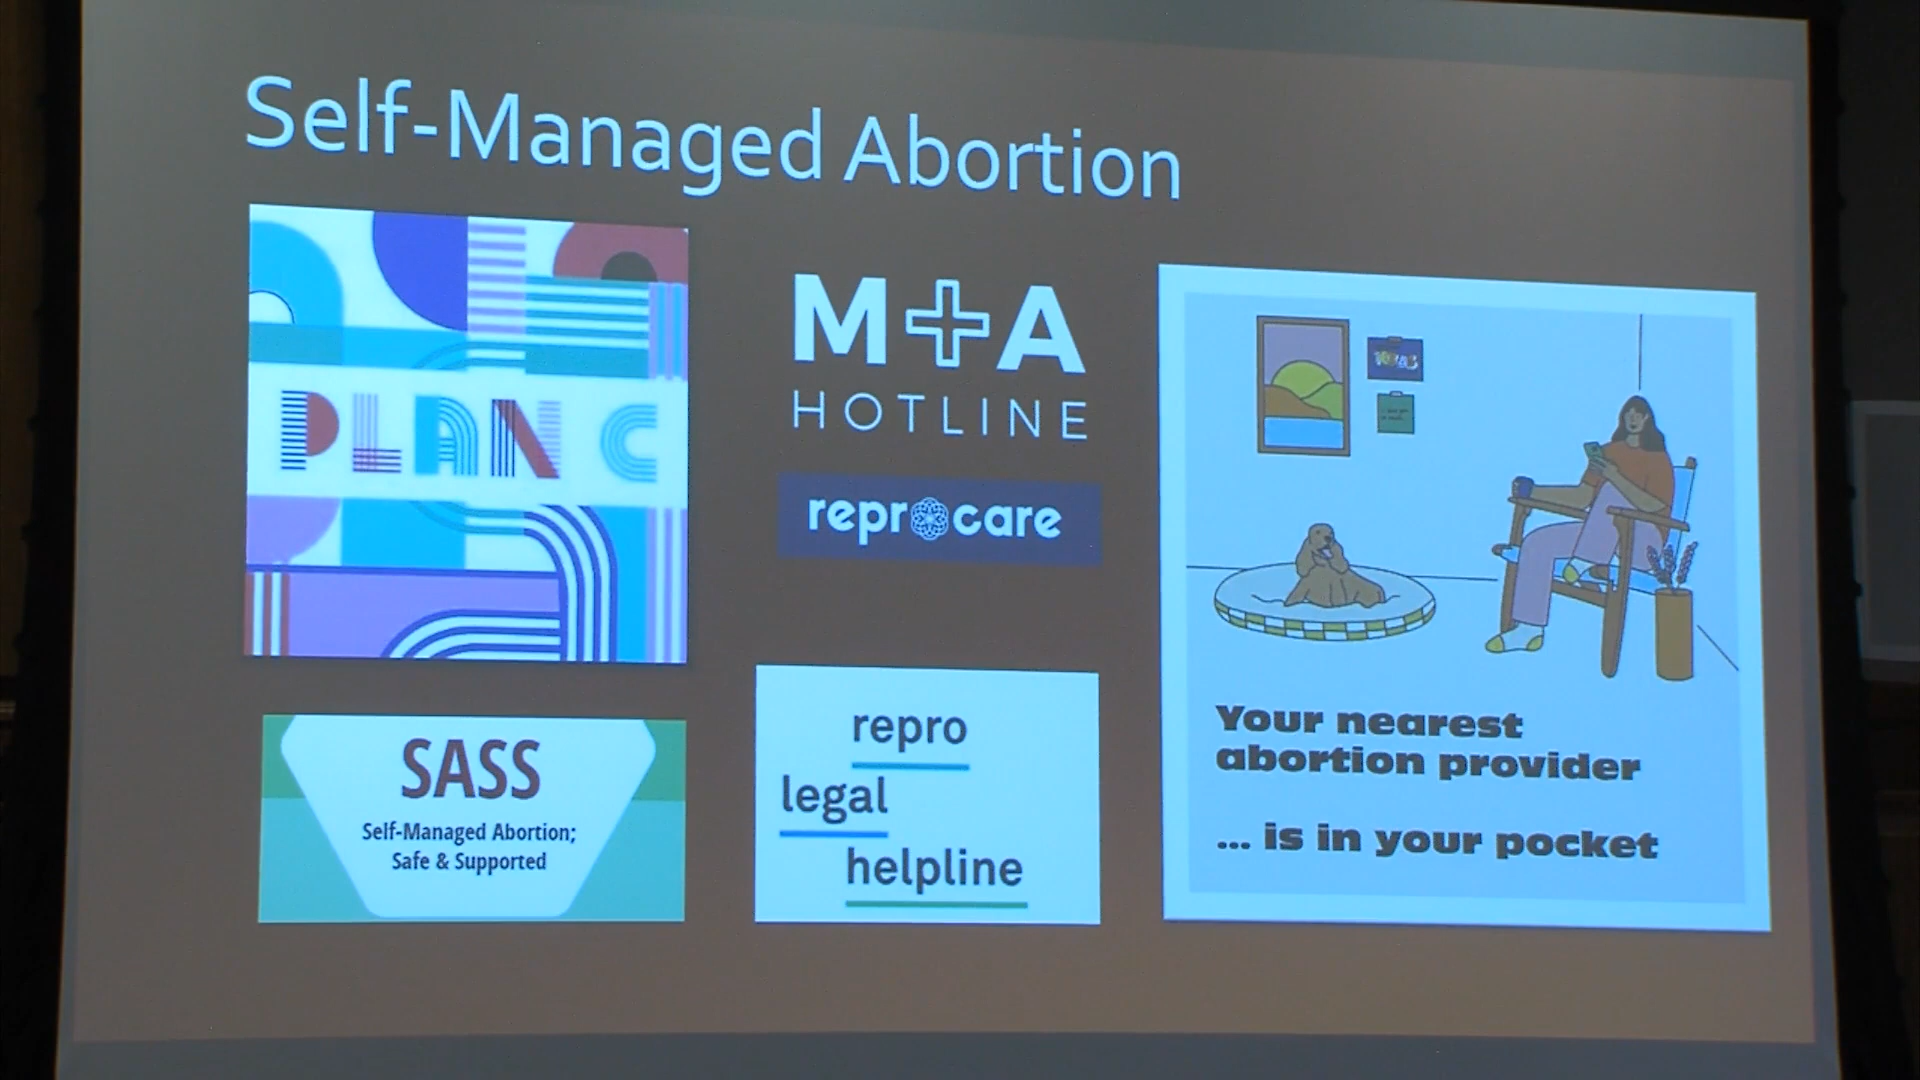 Self-Managed Abortion
PLAN C
M+A
HOTLINE
reprocare
SASS
Self-Managed Abortion;
Safe & Supported
repro
legal
helpline
Your nearest
abortion provider
... is in your pocket